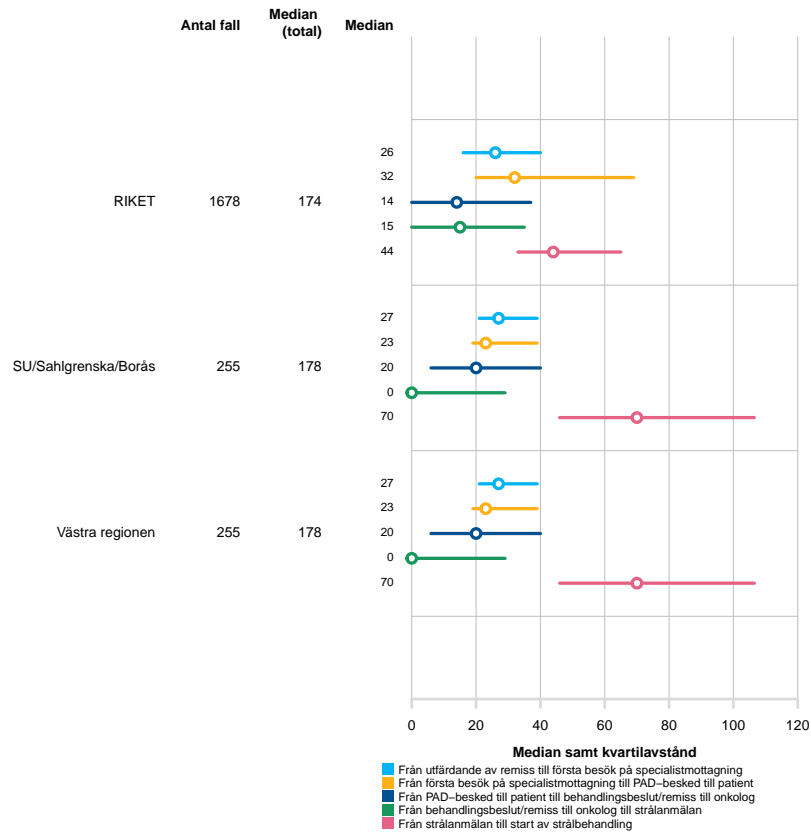 Antal fall Median (total) Median
26
32
RIKET 1678 174 14
15
44
27
23
SU/Sahlgrenska/Borås 255 178 20
0
70
27
23
Västra regionen 255 178 20
0
70
0 20 40 60 80 100 120
Median samt kvartilavstånd
Från utfärdande av remiss till första besök på specialistmottagning
Från första besök på specialistmottagning till PAD−besked till patient
Från PAD−besked till patient till behandlingsbeslut/remiss till onkolog
Från behandlingsbeslut/remiss till onkolog till strålanmälan
Från strålanmälan till start av strålbehandling